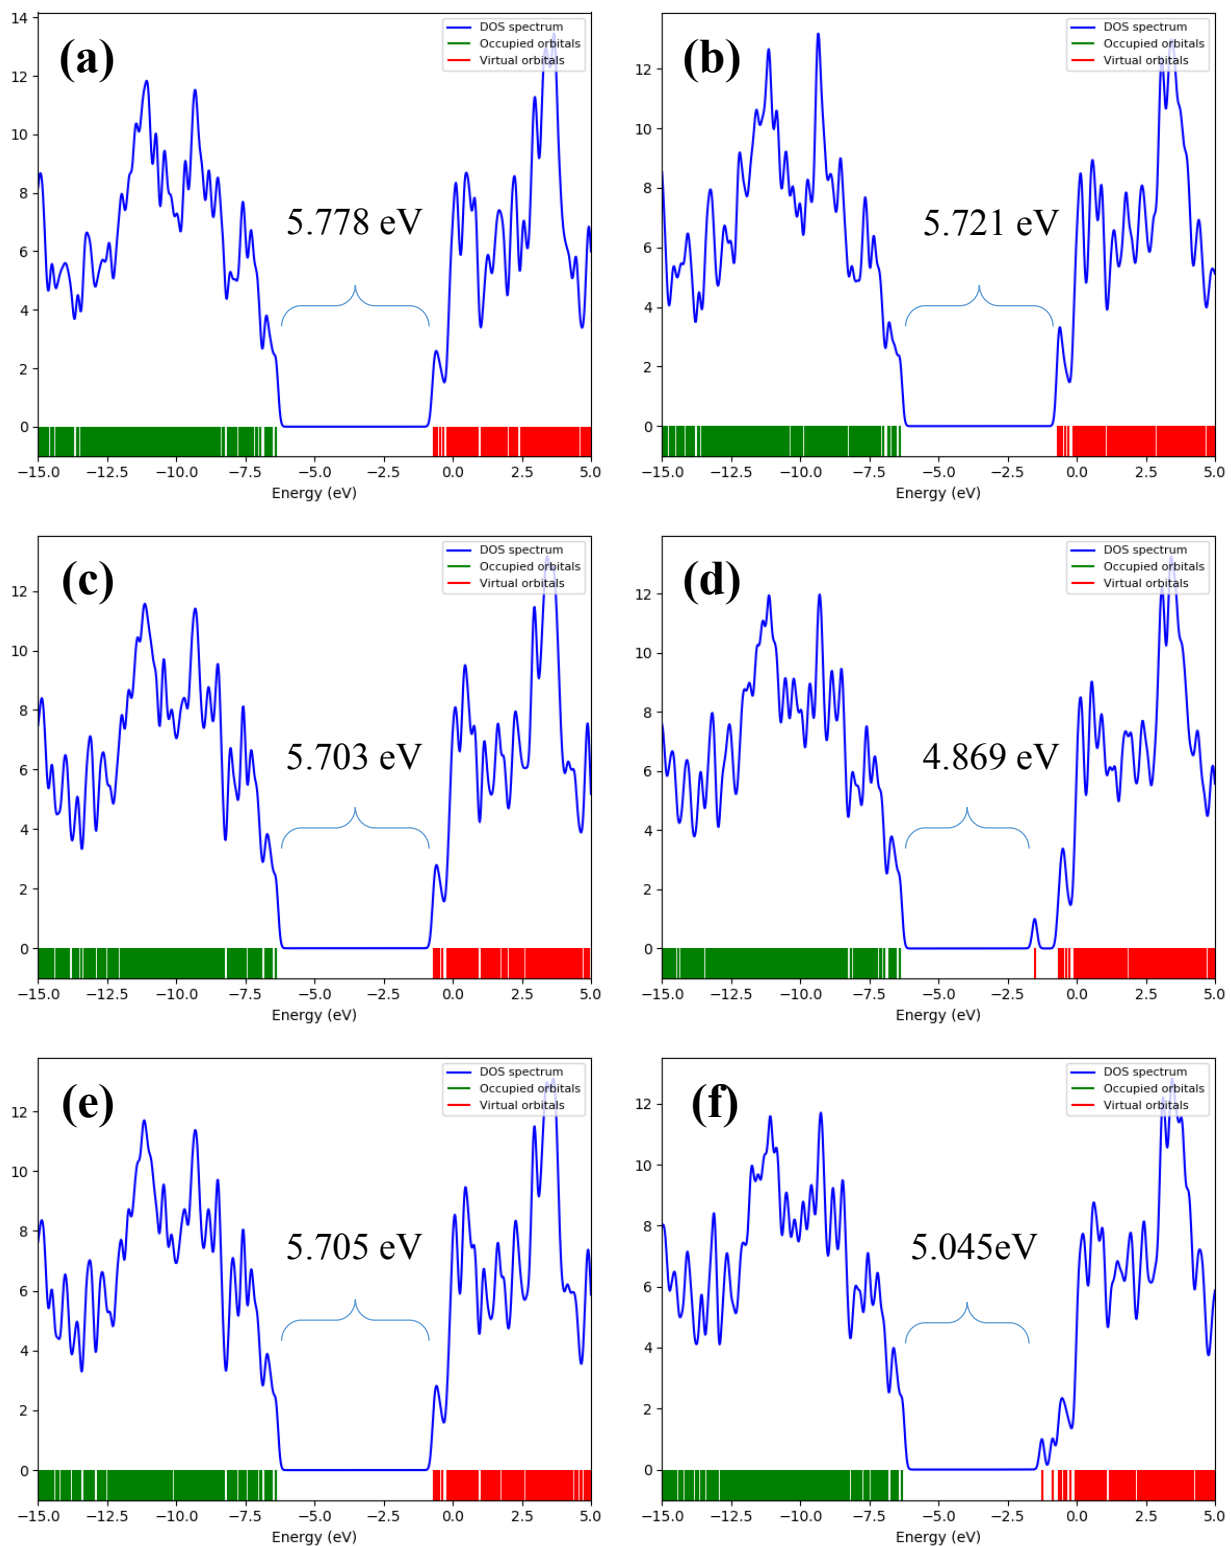 (a)
DOS spectrum
Occupied orbitals
Virtual orbitals
14
12
10
8
6
4
2
0
5.778 eV
−15.0 −12.5 −10.0 −7.5 −5.0 −2.5 0.0 2.5 5.0
Energy (eV)
(b)
DOS spectrum
Occupied orbitals
Virtual orbitals
12
10
8
6
4
2
0
5.721 eV
−15.0 −12.5 −10.0 −7.5 −5.0 −2.5 0.0 2.5 5.0
Energy (eV)
(c)
DOS spectrum
Occupied orbitals
Virtual orbitals
12
10
8
6
4
2
0
5.703 eV
−15.0 −12.5 −10.0 −7.5 −5.0 −2.5 0.0 2.5 5.0
Energy (eV)
(d)
DOS spectrum
Occupied orbitals
Virtual orbitals
12
10
8
6
4
2
0
4.869 eV
−15.0 −12.5 −10.0 −7.5 −5.0 −2.5 0.0 2.5 5.0
Energy (eV)
(e)
DOS spectrum
Occupied orbitals
Virtual orbitals
12
10
8
6
4
2
0
5.705 eV
−15.0 −12.5 −10.0 −7.5 −5.0 −2.5 0.0 2.5 5.0
Energy (eV)
(f)
DOS spectrum
Occupied orbitals
Virtual orbitals
12
10
8
6
4
2
0
5.045eV
−15.0 −12.5 −10.0 −7.5 −5.0 −2.5 0.0 2.5 5.0
Energy (eV)